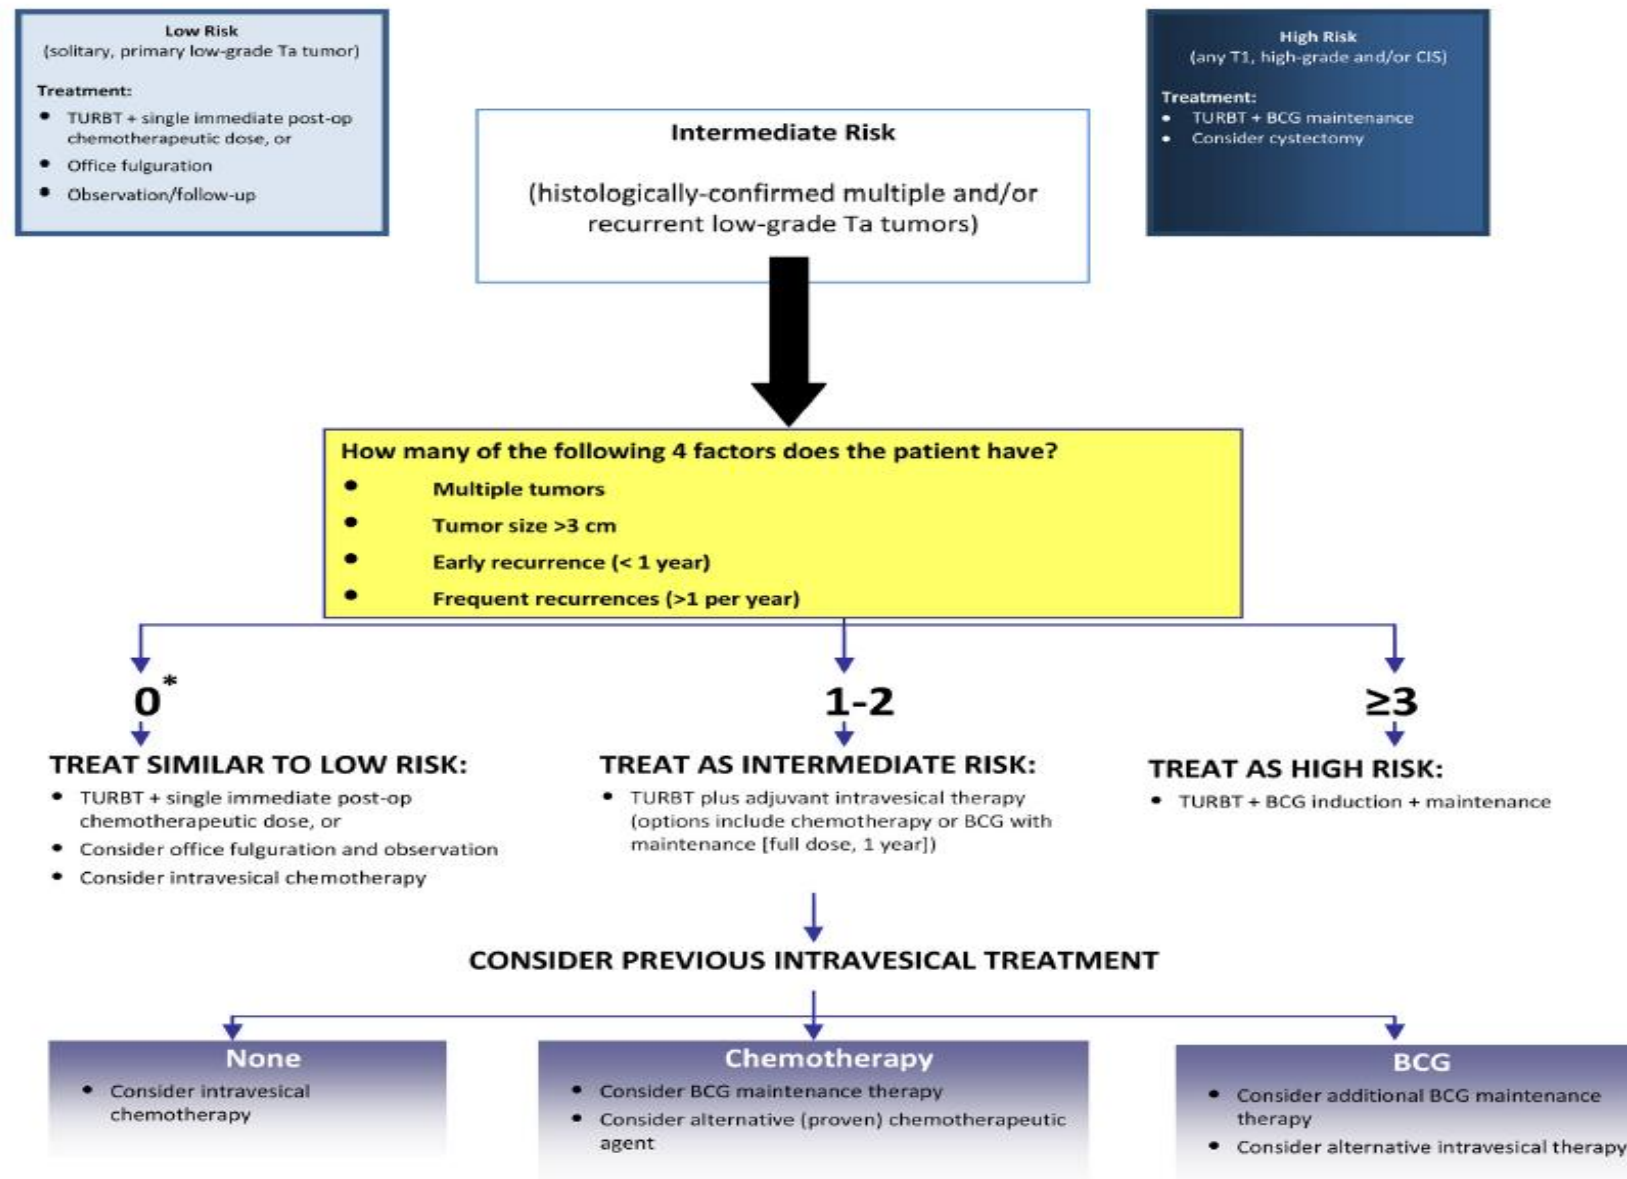 Low Risk
(solitary, primary low-grade Ta tumor)
Treatment:
• TURBT + single immediate post-op
chemotherapeutic dose, or
• Office fulguration
• Observation/follow-up
Intermediate Risk
(histologically-confirmed multiple and/or
recurrent low-grade Ta tumors)
High Risk
(any T1, high-grade and/or CIS)
Treatment:
• TURBT + BCG maintenance
• Consider cystectomy
How many of the following 4 factors does the patient have?
• Multiple tumors
• Tumor size >3 cm
• Early recurrence (< 1 year)
• Frequent recurrences (>1 per year)
0*
TREAT SIMILAR TO LOW RISK:
• TURBT + single immediate post-op
chemotherapeutic dose, or
• Consider office fulguration and observation
• Consider intravesical chemotherapy
1-2
TREAT AS INTERMEDIATE RISK:
• TURBT plus adjuvant intravesical therapy
(options include chemotherapy or BCG with
maintenance [full dose, 1 year])
≥3
TREAT AS HIGH RISK:
• TURBT + BCG induction + maintenance
CONSIDER PREVIOUS INTRAVESICAL TREATMENT
None
• Consider intravesical
chemotherapy
Chemotherapy
• Consider BCG maintenance therapy
• Consider alternative (proven) chemotherapeutic
agent
BCG
• Consider additional BCG maintenance
therapy
• Consider alternative intravesical therapy